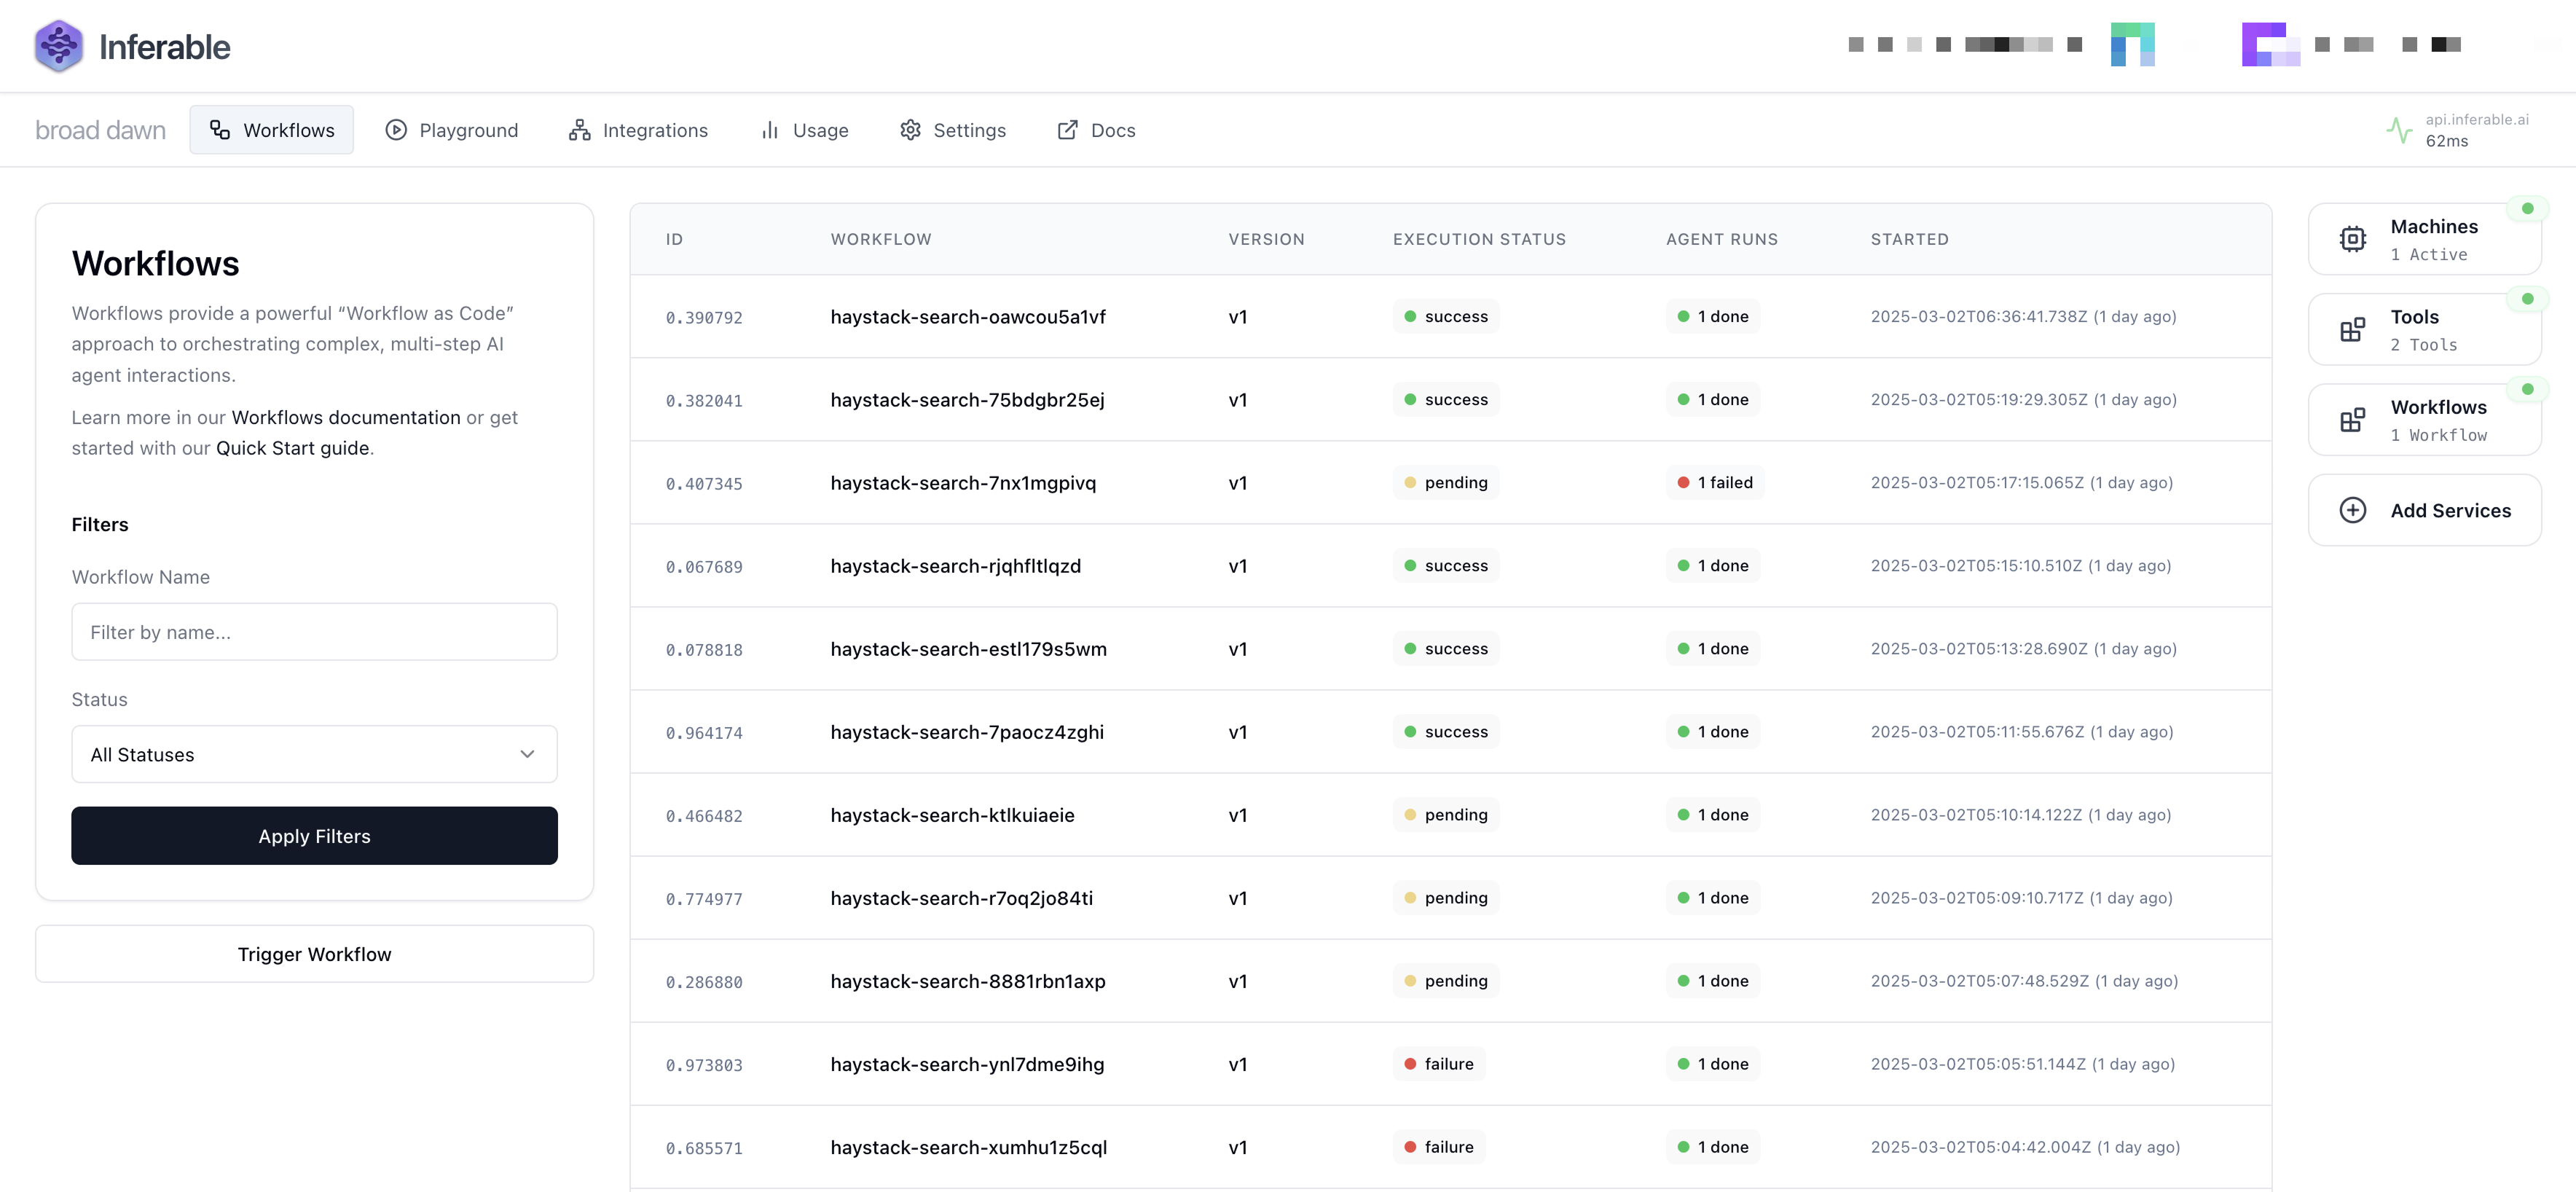 Inferable
broad dawn
Workflows
Playground
Integrations
Usage
Settings
Docs
api.inferable.ai
62ms
Workflows
Workflows provide a powerful “Workflow as Code”
approach to orchestrating complex, multi-step AI
agent interactions.
Learn more in our Workflows documentation or get
started with our Quick Start guide.
Filters
Workflow Name
Filter by name...
Status
All Statuses
Apply Filters
Trigger Workflow
ID WORKFLOW VERSION EXECUTION STATUS AGENT RUNS STARTED
0.390792 haystack-search-oawcou5a1vf v1 success 1 done 2025-03-02T06:36:41.738Z (1 day ago)
0.382041 haystack-search-75bdgbr25ej v1 success 1 done 2025-03-02T05:19:29.305Z (1 day ago)
0.407345 haystack-search-7nx1mgpivq v1 pending 1 failed 2025-03-02T05:17:15.065Z (1 day ago)
0.067689 haystack-search-rjqhfltlqzd v1 success 1 done 2025-03-02T05:15:10.510Z (1 day ago)
0.078818 haystack-search-estl179s5wm v1 success 1 done 2025-03-02T05:13:28.690Z (1 day ago)
0.964174 haystack-search-7paocz4zghi v1 success 1 done 2025-03-02T05:11:55.676Z (1 day ago)
0.466482 haystack-search-ktlkuiaeie v1 pending 1 done 2025-03-02T05:10:14.122Z (1 day ago)
0.774977 haystack-search-r7oq2jo84ti v1 pending 1 done 2025-03-02T05:09:10.717Z (1 day ago)
0.286880 haystack-search-8881rbn1axp v1 pending 1 done 2025-03-02T05:07:48.529Z (1 day ago)
0.973803 haystack-search-ynl7dme9ihg v1 failure 1 done 2025-03-02T05:05:51.144Z (1 day ago)
0.685571 haystack-search-xumhu1z5cql v1 failure 1 done 2025-03-02T05:04:42.004Z (1 day ago)
Machines
1 Active
Tools
2 Tools
Workflows
1 Workflow
Add Services